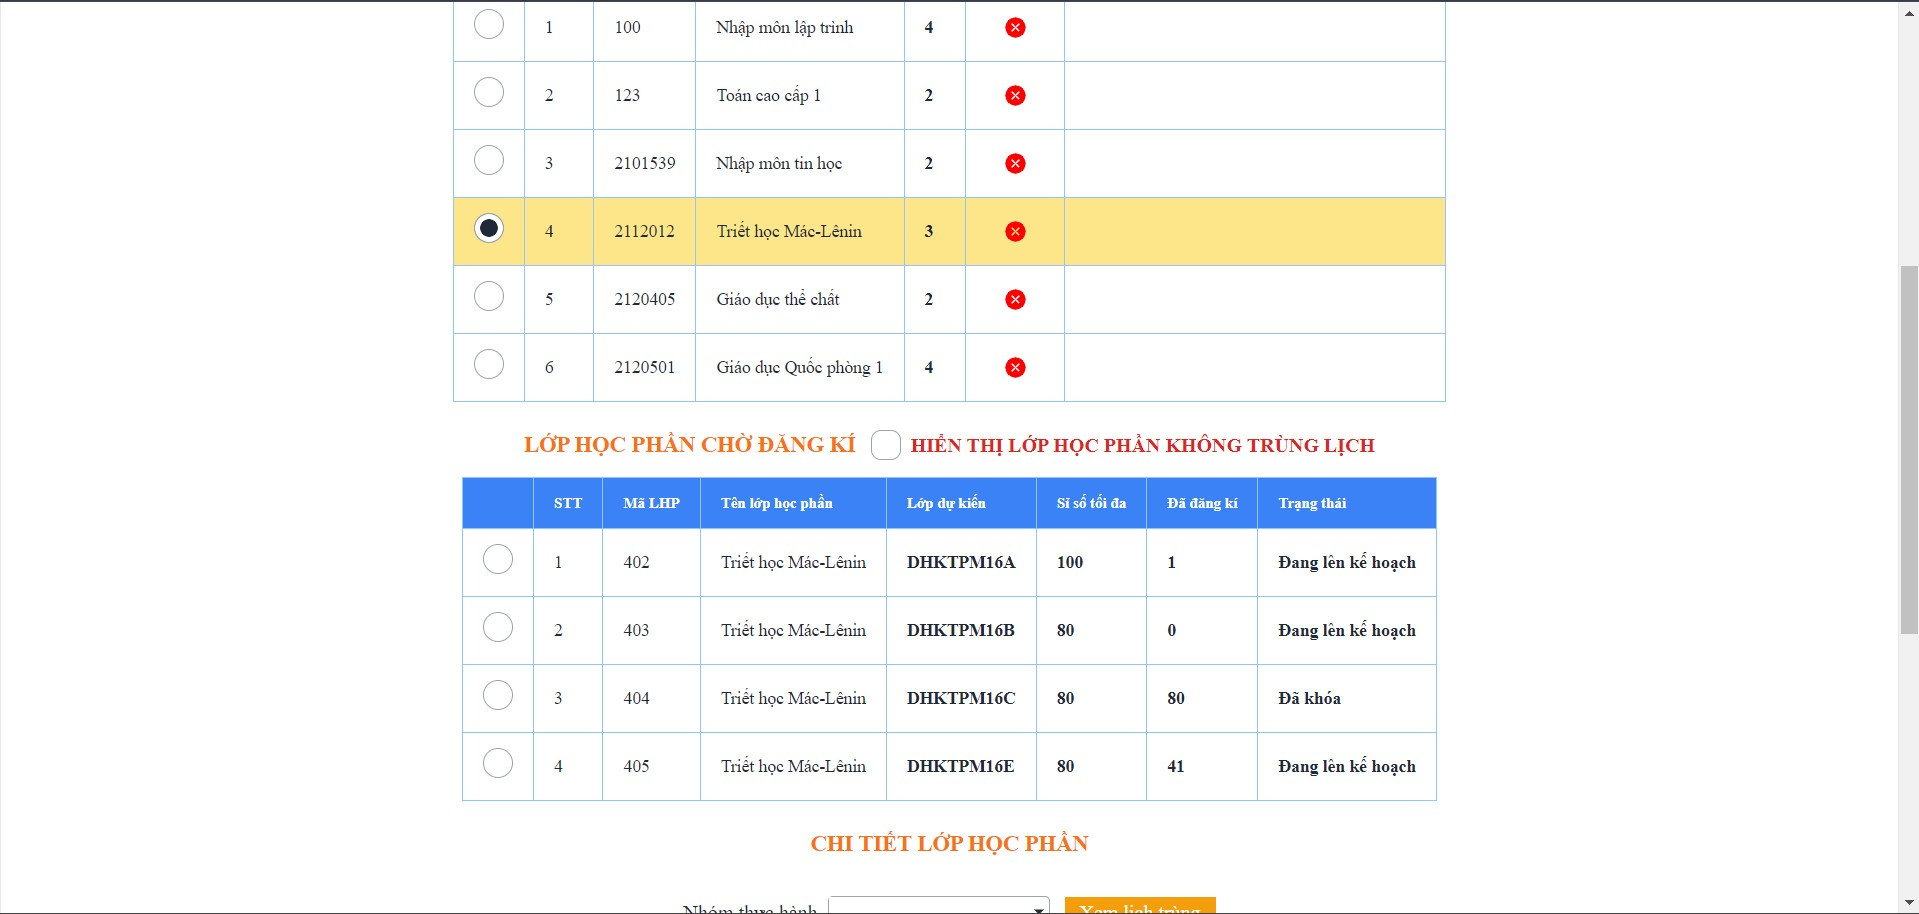 1 100 Nhập môn lập trình 4
2 123 Toán cao cấp 1 2
3 2101539 Nhập môn tin học 2
4 2112012 Triết học Mác-Lênin 3
5 2120405 Giáo dục thể chất 2
6 2120501 Giáo dục Quốc phòng 1 4
LỚP HỌC PHẦN CHỜ ĐĂNG KÍ HIỂN THỊ LỚP HỌC PHẦN KHÔNG TRÙNG LỊCH
STT Mã LHP Tên lớp học phần Lớp dự kiến Sĩ số tối đa Đã đăng kí Trạng thái
1 402 Triết học Mác-Lênin DHKTPM16A 100 1 Đang lên kế hoạch
2 403 Triết học Mác-Lênin DHKTPM16B 80 0 Đang lên kế hoạch
3 404 Triết học Mác-Lênin DHKTPM16C 80 80 Đã khóa
4 405 Triết học Mác-Lênin DHKTPM16E 80 41 Đang lên kế hoạch
CHI TIẾT LỚP HỌC PHẦN
Nhóm thực hành Xem lịch trùng